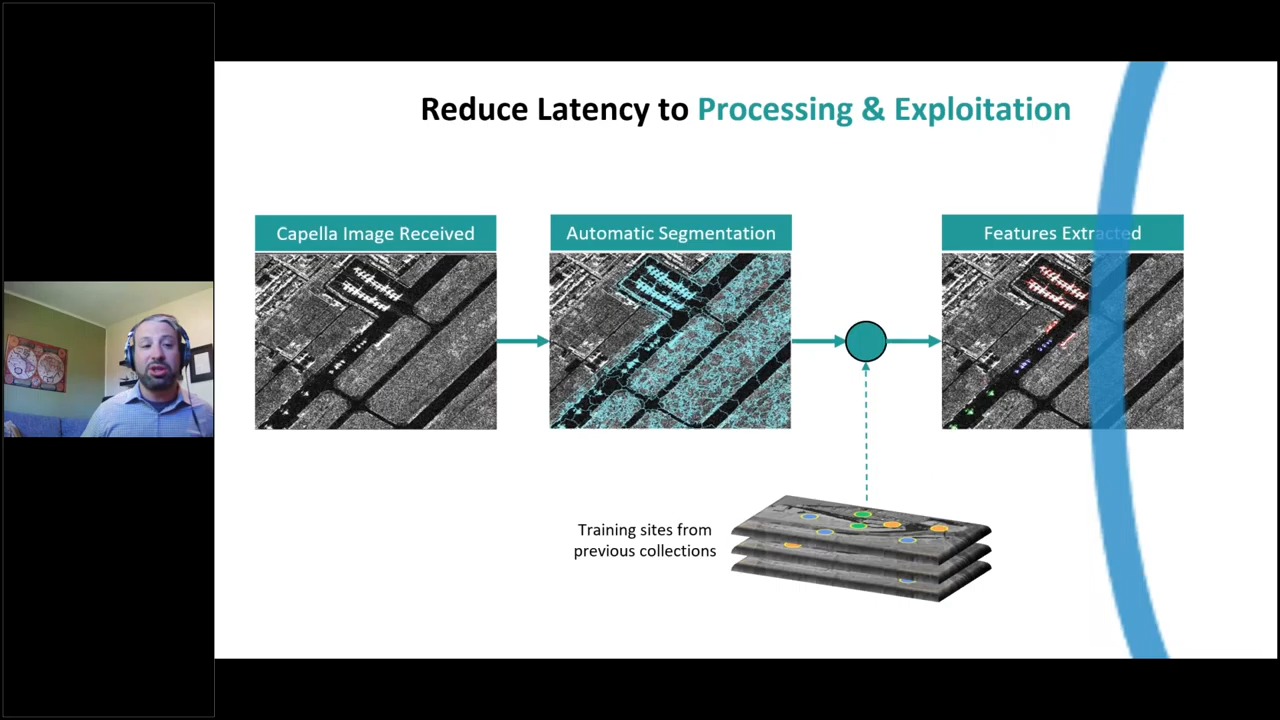 Reduce Latency to Processing & Exploitation
Capella Image Received
Automatic Segmentation
Features Extracted
Training sites from
previous collections